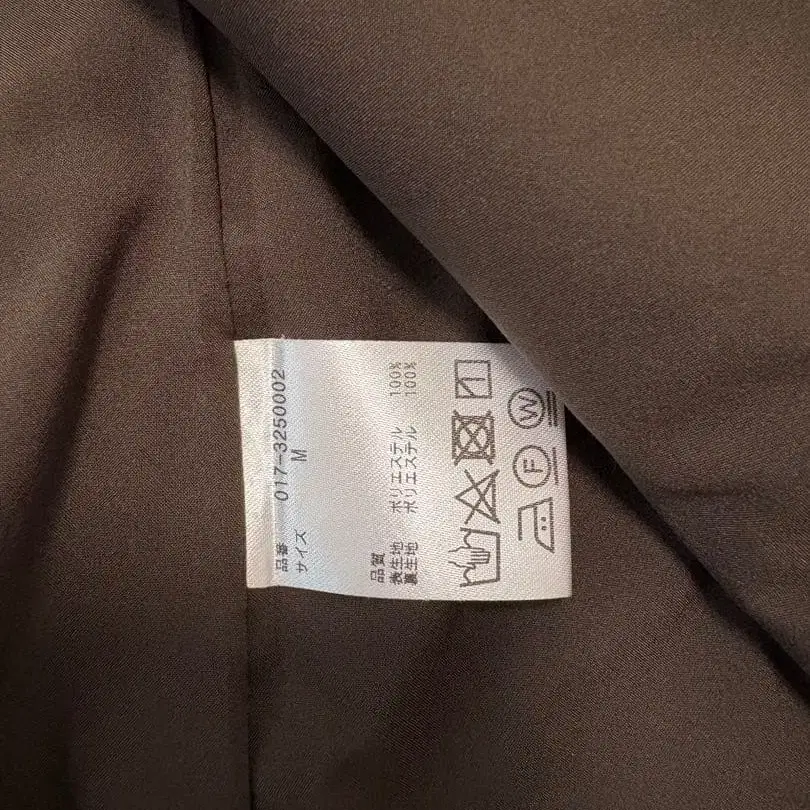 品番 017-3250002
サイズ M
品質
表生地 ポリエステル 100%
裏生地 ポリエステル 100%
F W